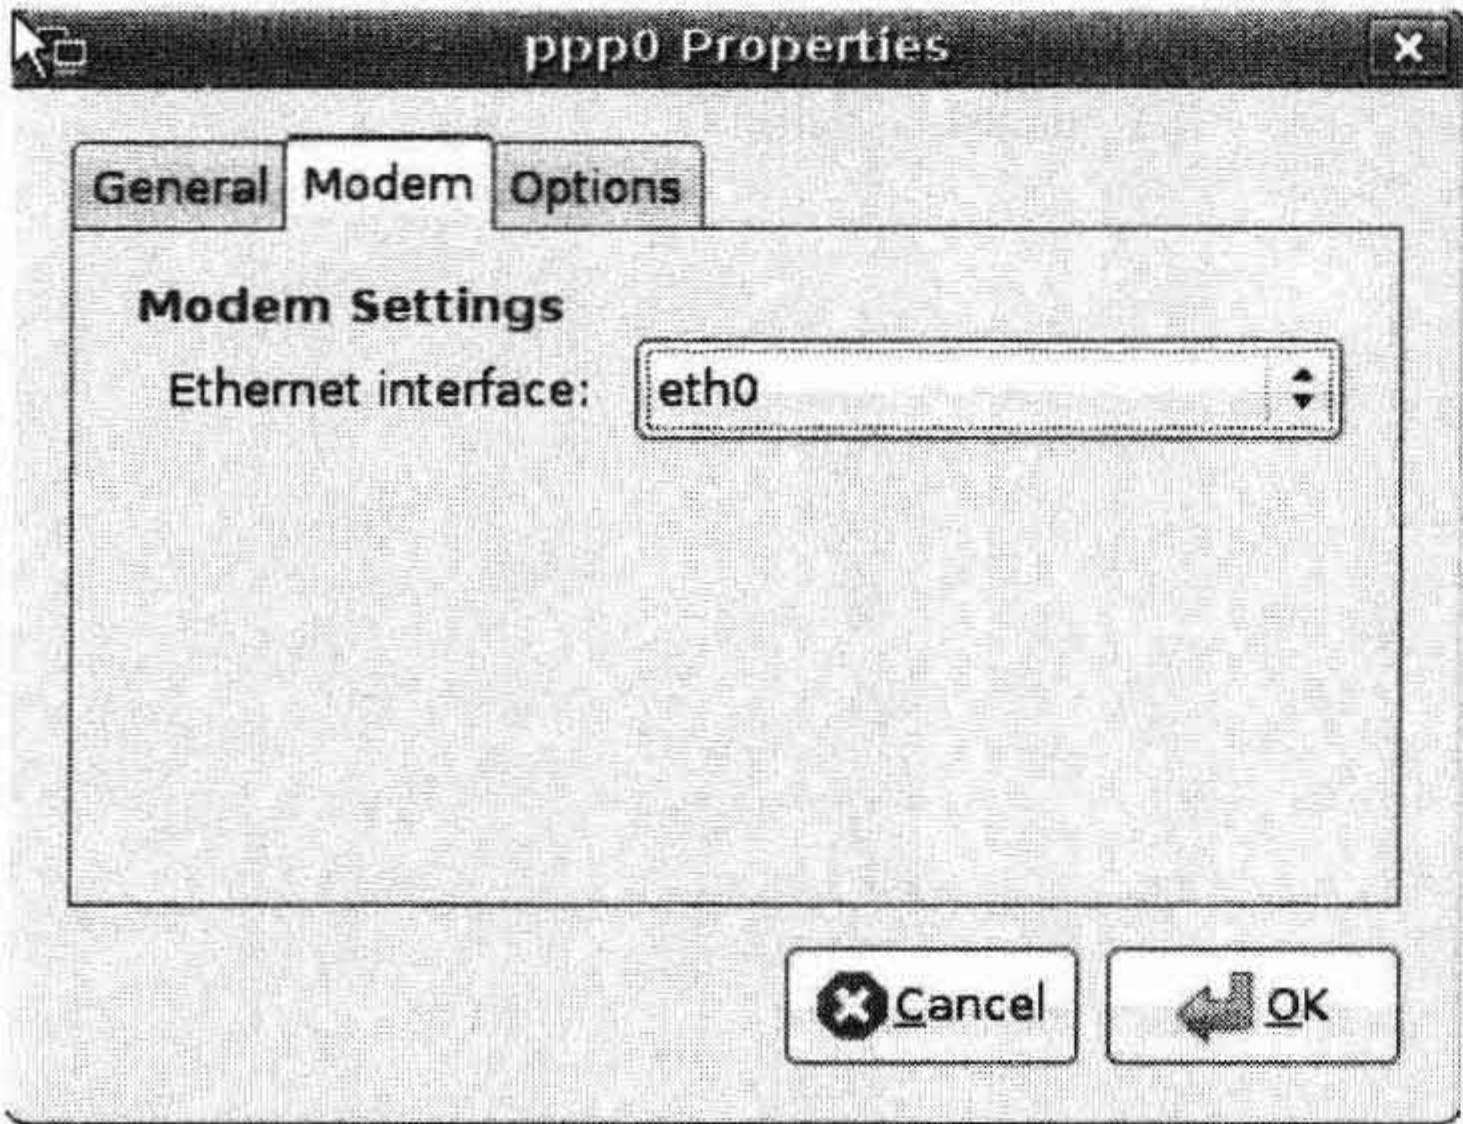 ppp0 Properties
General Modem Options
Modem Settings
Ethernet interface: eth0
Cancel OK